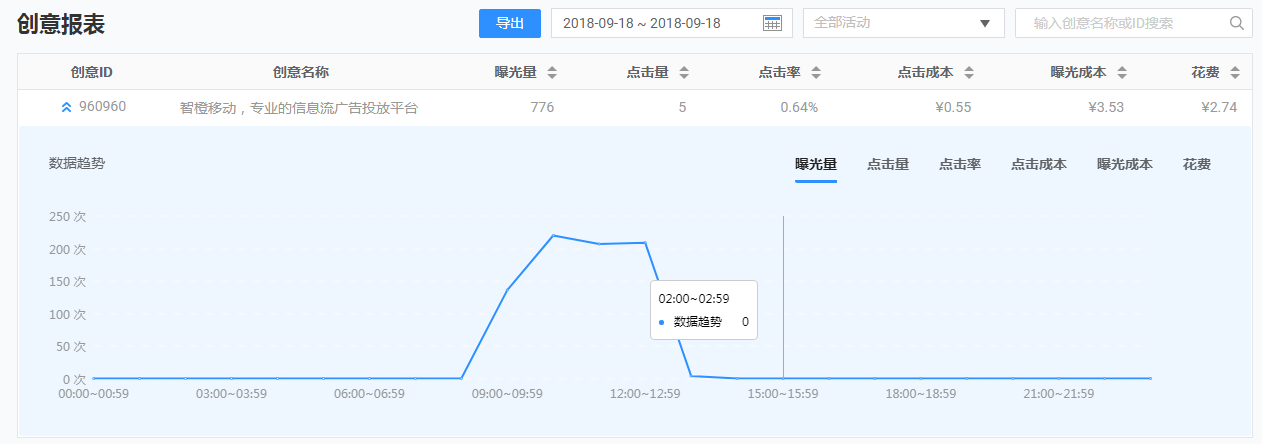 创意报表
导出
2018-09-18 ~ 2018-09-18
全部活动
输入创意名称或ID搜索
创意ID 创意名称 曝光量 点击量 点击率 点击成本 曝光成本 花费
960960 智橙移动，专业的信息流广告投放平台 776 5 0.64% ¥0.55 ¥3.53 ¥2.74
数据趋势
曝光量 点击量 点击率 点击成本 曝光成本 花费
250 次
200 次
150 次
100 次
50 次
0 次
02:00~02:59
数据趋势 0
00:00~00:59 03:00~03:59 06:00~06:59 09:00~09:59 12:00~12:59 15:00~15:59 18:00~18:59 21:00~21:59